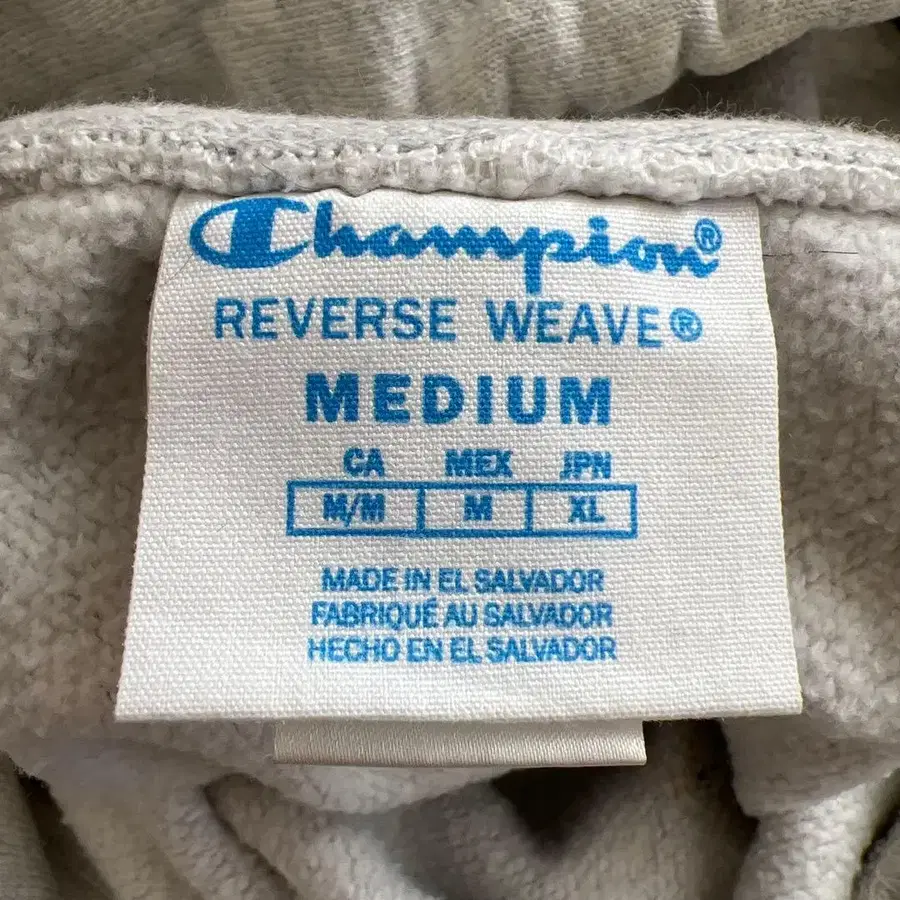 Champion®
REVERSE WEAVE®
MEDIUM
CA MEX JPN
M/M M XL
MADE IN EL SALVADOR
FABRIQUÉ AU SALVADOR
HECHO EN EL SALVADOR